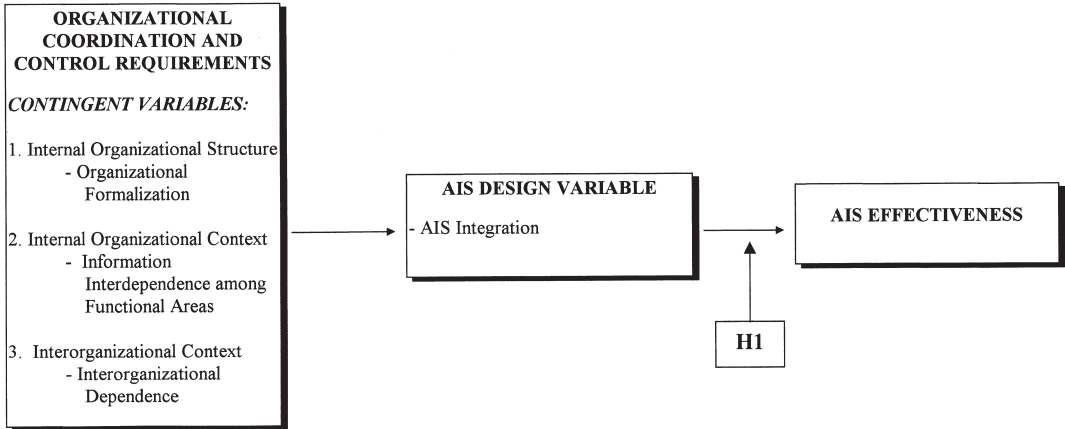 ORGANIZATIONAL
COORDINATION AND
CONTROL REQUIREMENTS
CONTINGENT VARIABLES:
1. Internal Organizational Structure
- Organizational
Formalization
2. Internal Organizational Context
- Information
Interdependence among
Functional Areas
3. Interorganizational Context
- Interorganizational
Dependence
AIS DESIGN VARIABLE
- AIS Integration
AIS EFFECTIVENESS
H1